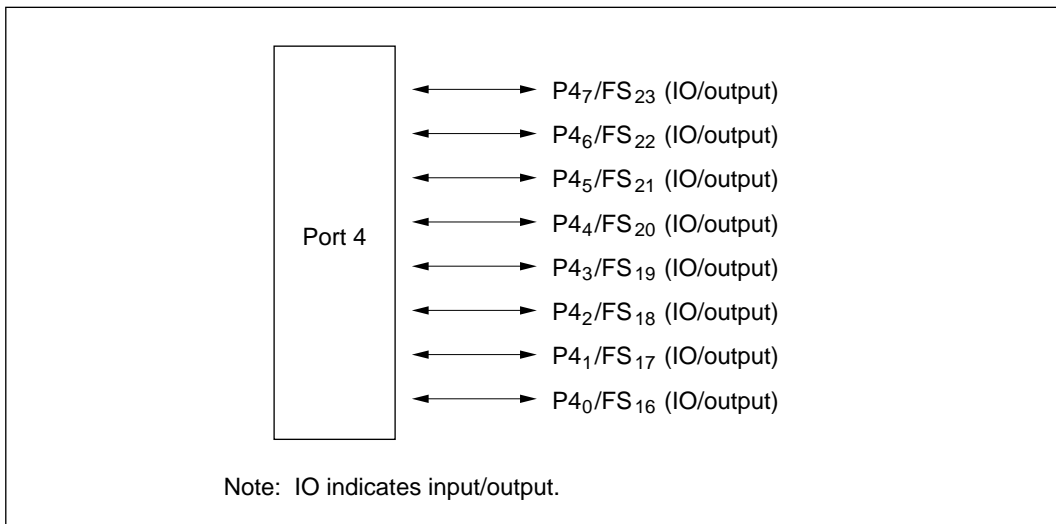 P4₇/FS₂₃ (IO/output)
P4₆/FS₂₂ (IO/output)
P4₅/FS₂₁ (IO/output)
P4₄/FS₂₀ (IO/output)
Port 4
P4₃/FS₁₉ (IO/output)
P4₂/FS₁₈ (IO/output)
P4₁/FS₁₇ (IO/output)
P4₀/FS₁₆ (IO/output)
Note: IO indicates input/output.